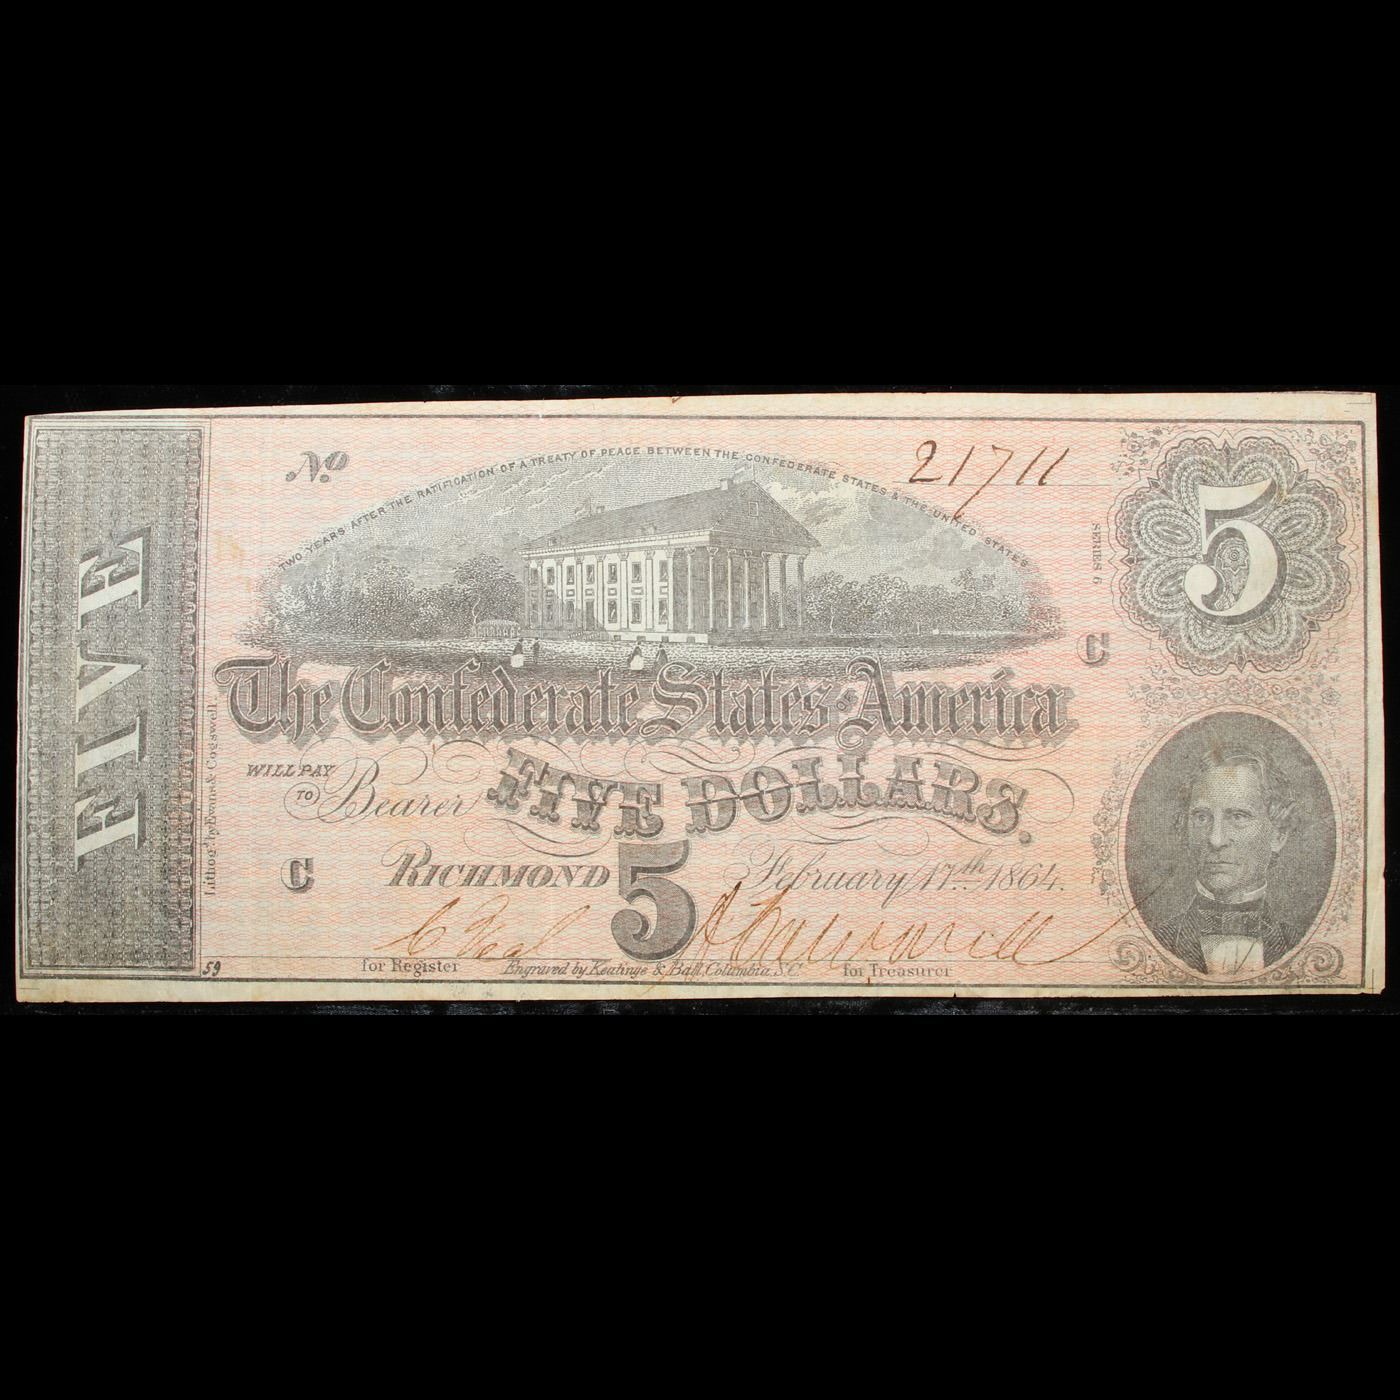 FIVE
No 21711
5
TWO YEARS AFTER THE RATIFICATION OF A TREATY OF PEACE BETWEEN THE CONFEDERATE STATES & THE UNITED STATES
SERIES 6
C
The Confederate States of America
WILL PAY
TO Bearer FIVE DOLLARS.
C RICHMOND 5 February 17th 1864.
Lithog'd by Evans & Cogswell
59
for Register Engraved by Keatinge & Ball, Columbia, S.C. for Treasurer